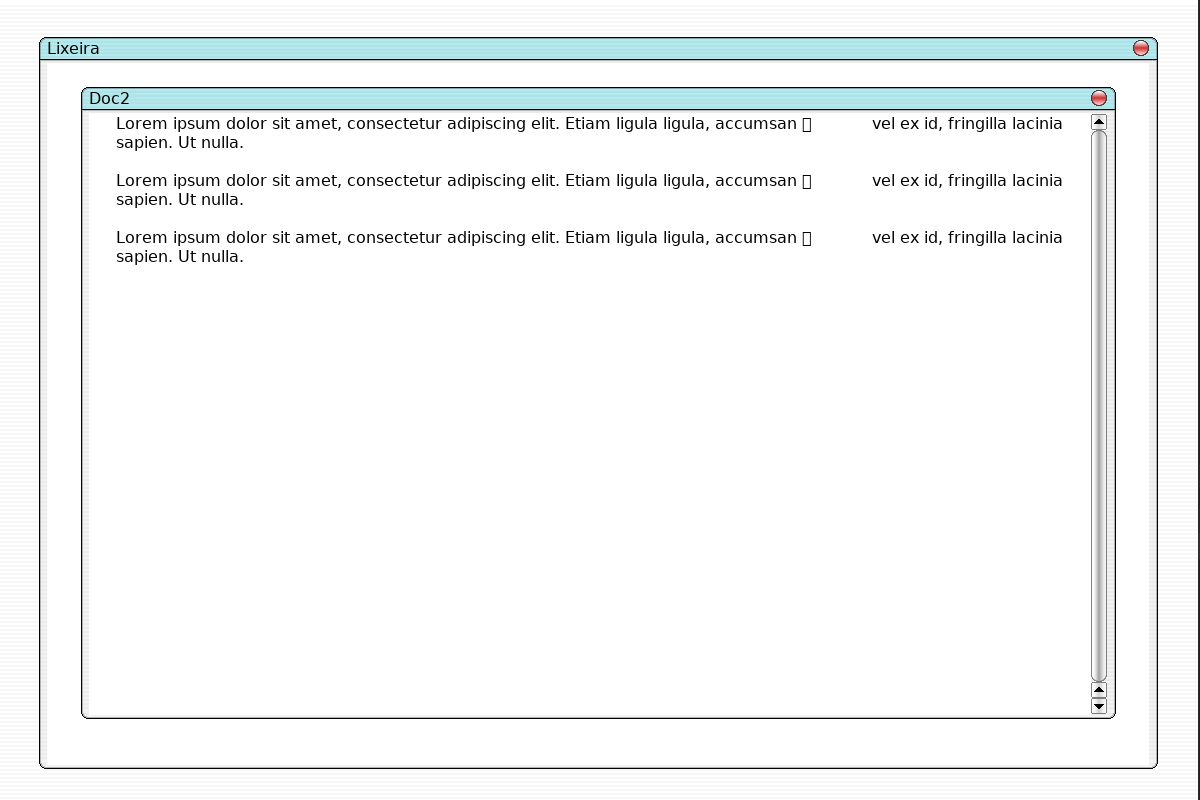 Lixeira
Doc2
Lorem ipsum dolor sit amet, consectetur adipiscing elit. Etiam ligula ligula, accumsan ▯ vel ex id, fringilla lacinia
sapien. Ut nulla.
Lorem ipsum dolor sit amet, consectetur adipiscing elit. Etiam ligula ligula, accumsan ▯ vel ex id, fringilla lacinia
sapien. Ut nulla.
Lorem ipsum dolor sit amet, consectetur adipiscing elit. Etiam ligula ligula, accumsan ▯ vel ex id, fringilla lacinia
sapien. Ut nulla.